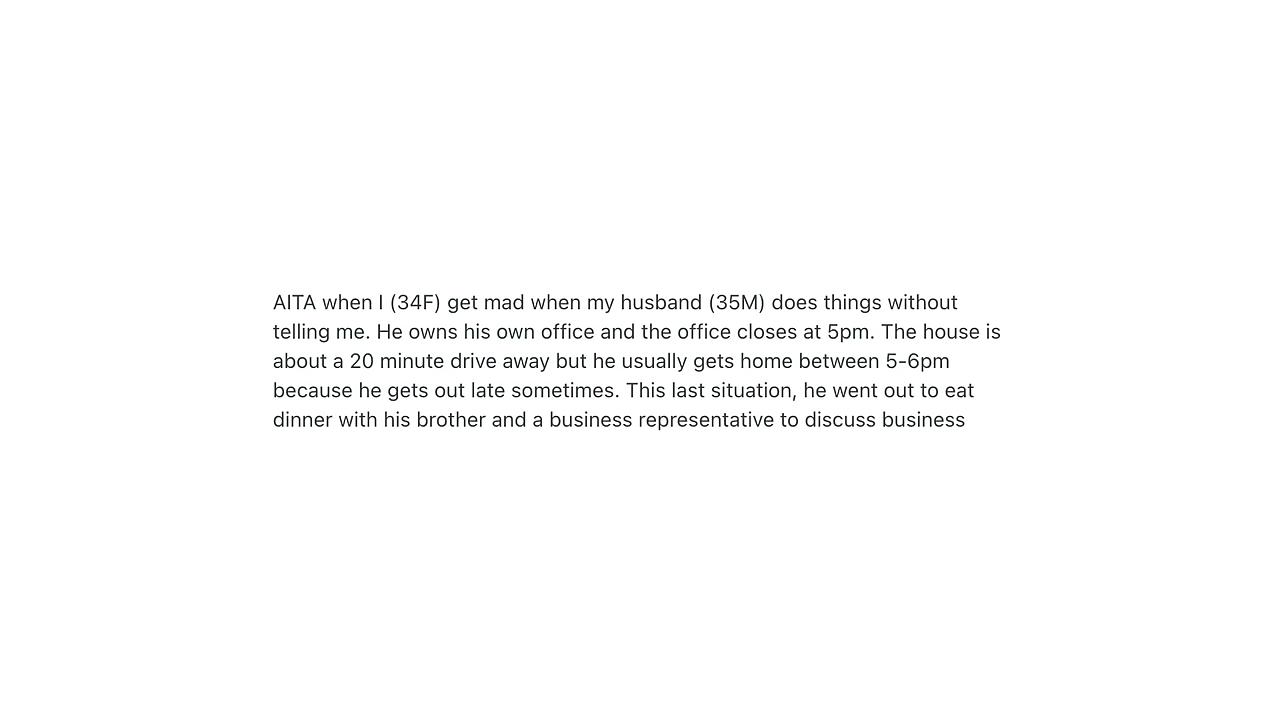 AITA when I (34F) get mad when my husband (35M) does things without
telling me. He owns his own office and the office closes at 5pm. The house is
about a 20 minute drive away but he usually gets home between 5-6pm
because he gets out late sometimes. This last situation, he went out to eat
dinner with his brother and a business representative to discuss business